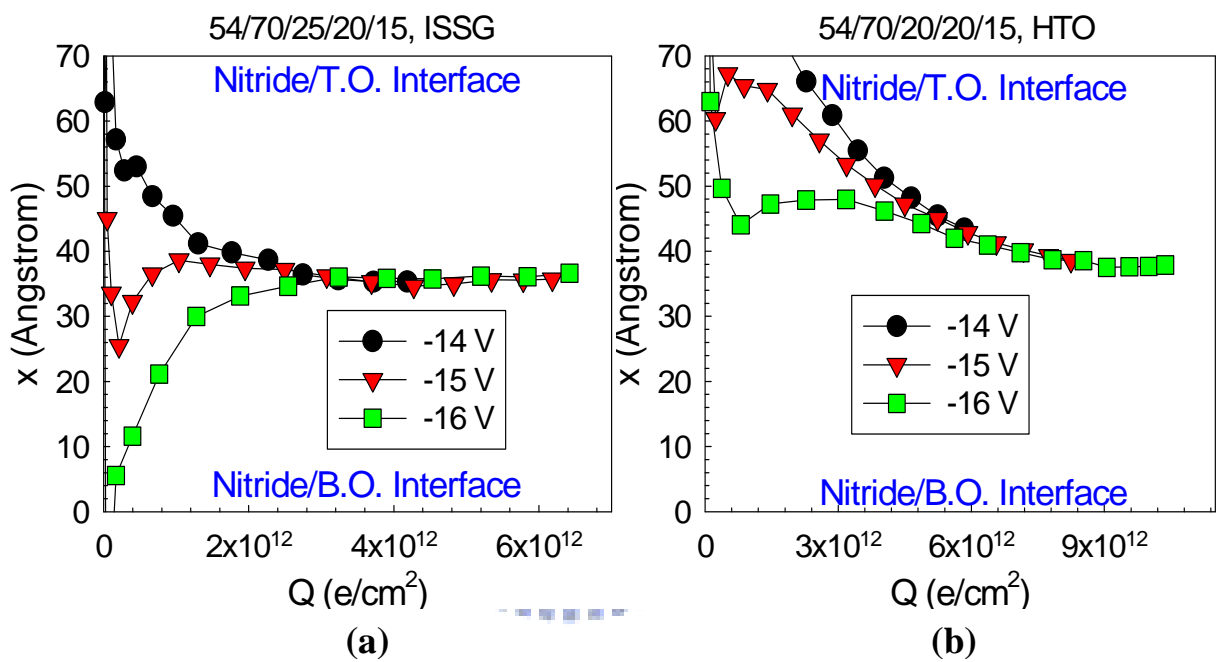 54/70/25/20/15, ISSG
70
60
50
40
30
20
10
0
x (Angstrom)
Nitride/T.O. Interface
-14 V
-15 V
-16 V
Nitride/B.O. Interface
0
2x10¹²
4x10¹²
6x10¹²
Q (e/cm²)
(a)
54/70/20/20/15, HTO
70
60
50
40
30
20
10
0
x (Angstrom)
Nitride/T.O. Interface
-14 V
-15 V
-16 V
Nitride/B.O. Interface
0
3x10¹²
6x10¹²
9x10¹²
Q (e/cm²)
(b)